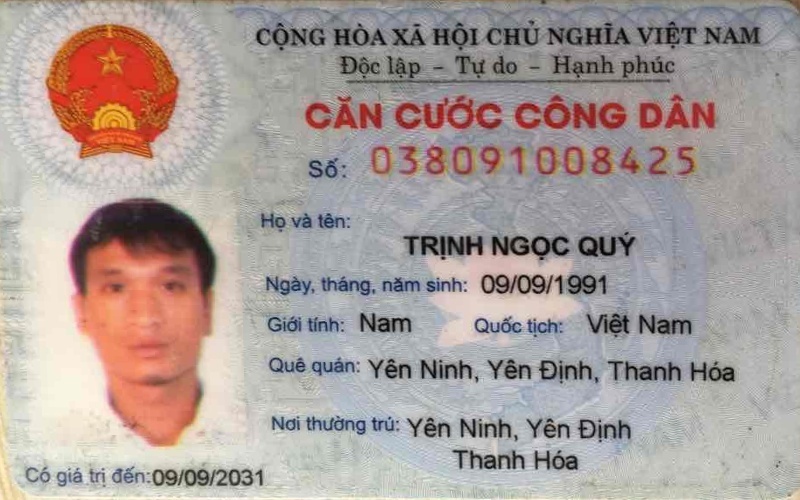 CỘNG HÒA XÃ HỘI CHỦ NGHĨA VIỆT NAM
Độc lập - Tự do - Hạnh phúc
CĂN CƯỚC CÔNG DÂN
Số: 038091008425
Họ và tên:
TRỊNH NGỌC QUÝ
Ngày, tháng, năm sinh: 09/09/1991
Giới tính: Nam Quốc tịch: Việt Nam
Quê quán: Yên Ninh, Yên Định, Thanh Hóa
Nơi thường trú: Yên Ninh, Yên Định
Thanh Hóa
Có giá trị đến: 09/09/2031